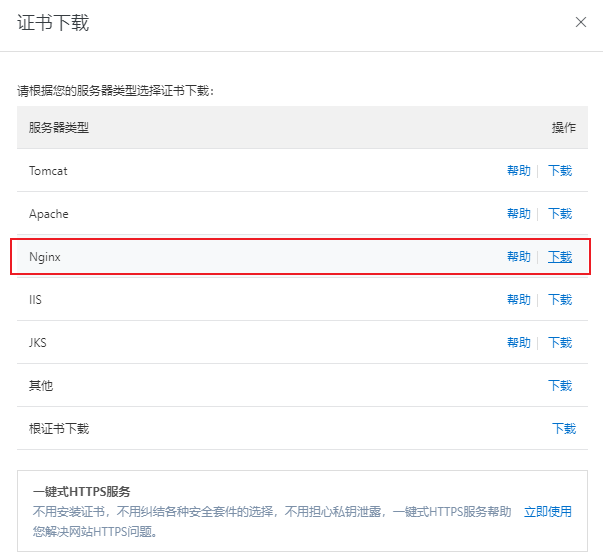 证书下载
请根据您的服务器类型选择证书下载：
服务器类型 操作
Tomcat 帮助 下载
Apache 帮助 下载
Nginx 帮助 下载
IIS 帮助 下载
JKS 帮助 下载
其他 下载
根证书下载 下载
一键式HTTPS服务
不用安装证书，不用纠结各种安全套件的选择，不用担心私钥泄露，一键式HTTPS服务帮助 立即使用
您解决网站HTTPS问题。